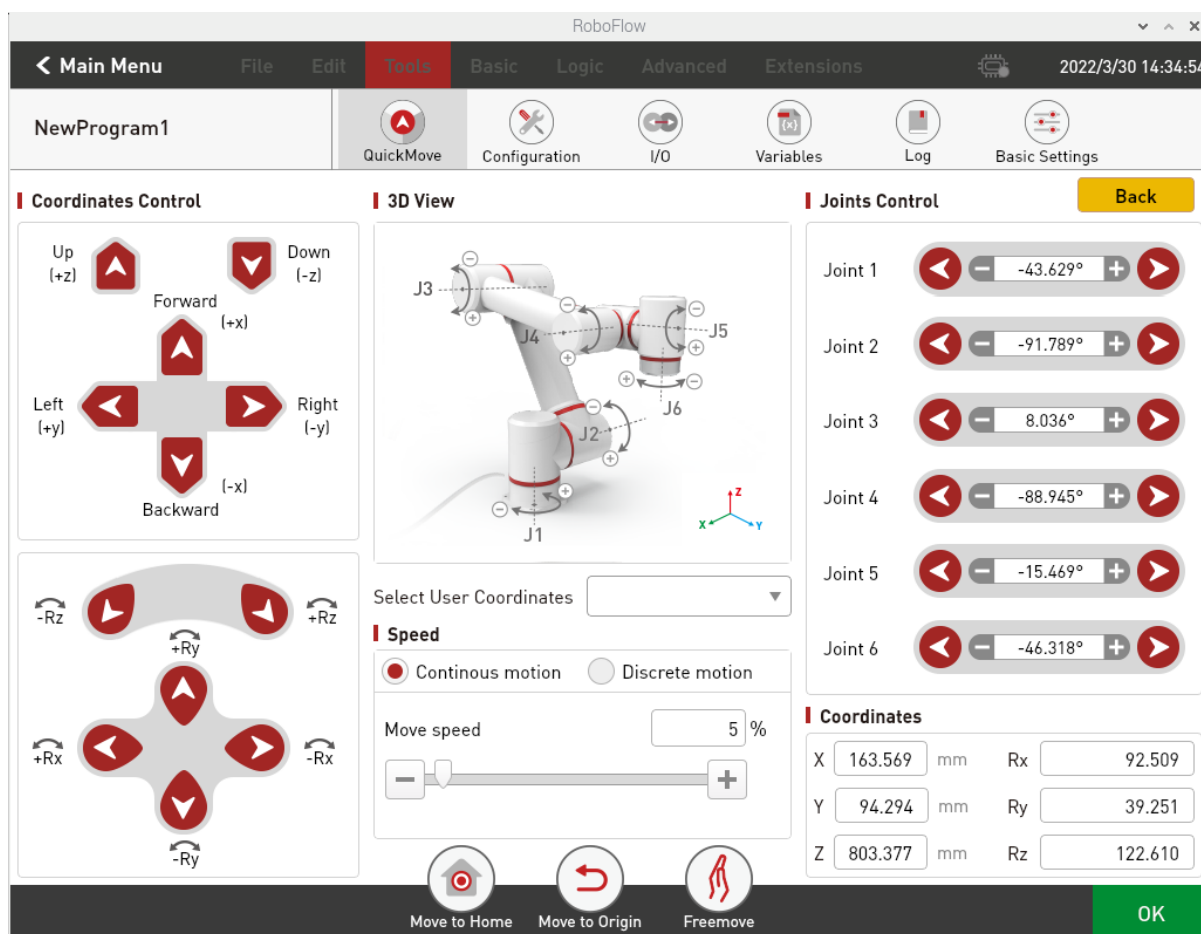 RoboFlow
Main Menu File Edit Tools Basic Logic Advanced Extensions 2022/3/30 14:34:54
NewProgram1
QuickMove Configuration I/O Variables Log Basic Settings
Coordinates Control
Up
(+z)
Down
(-z)
Forward
(+x)
Left
(+y)
Right
(-y)
(-x)
Backward
-Rz
+Rz
+Ry
+Rx
-Rx
-Ry
3D View
J3
J4
J5
J6
J2
J1
Z
X
Y
Select User Coordinates
Speed
Continous motion Discrete motion
Move speed 5 %
Back
Joints Control
Joint 1 -43.629°
Joint 2 -91.789°
Joint 3 8.036°
Joint 4 -88.945°
Joint 5 -15.469°
Joint 6 -46.318°
Coordinates
X 163.569 mm Rx 92.509
Y 94.294 mm Ry 39.251
Z 803.377 mm Rz 122.610
Move to Home Move to Origin Freemove
OK